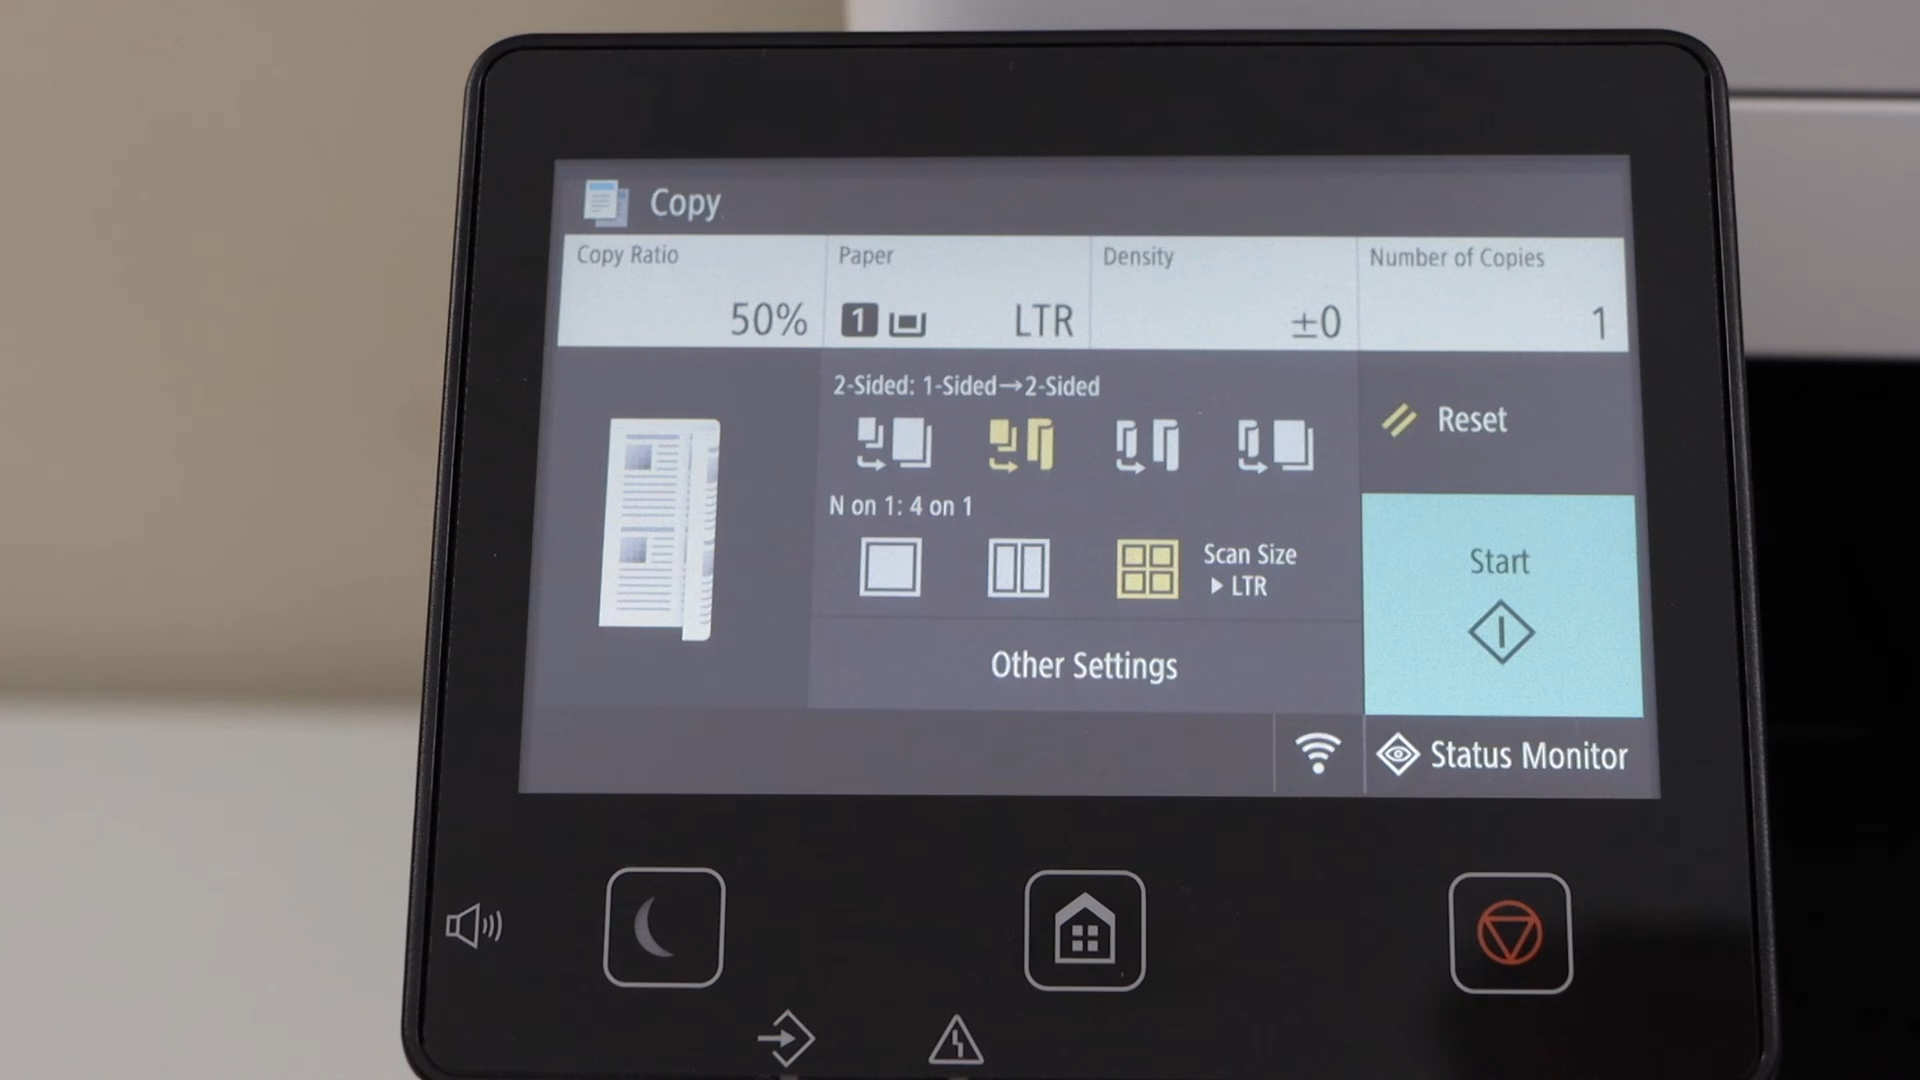 Copy
Copy Ratio
50%
Paper
1 LTR
Density
±0
Number of Copies
1
2-Sided: 1-Sided→2-Sided
Reset
N on 1: 4 on 1
Scan Size
▶ LTR
Start
Other Settings
Status Monitor